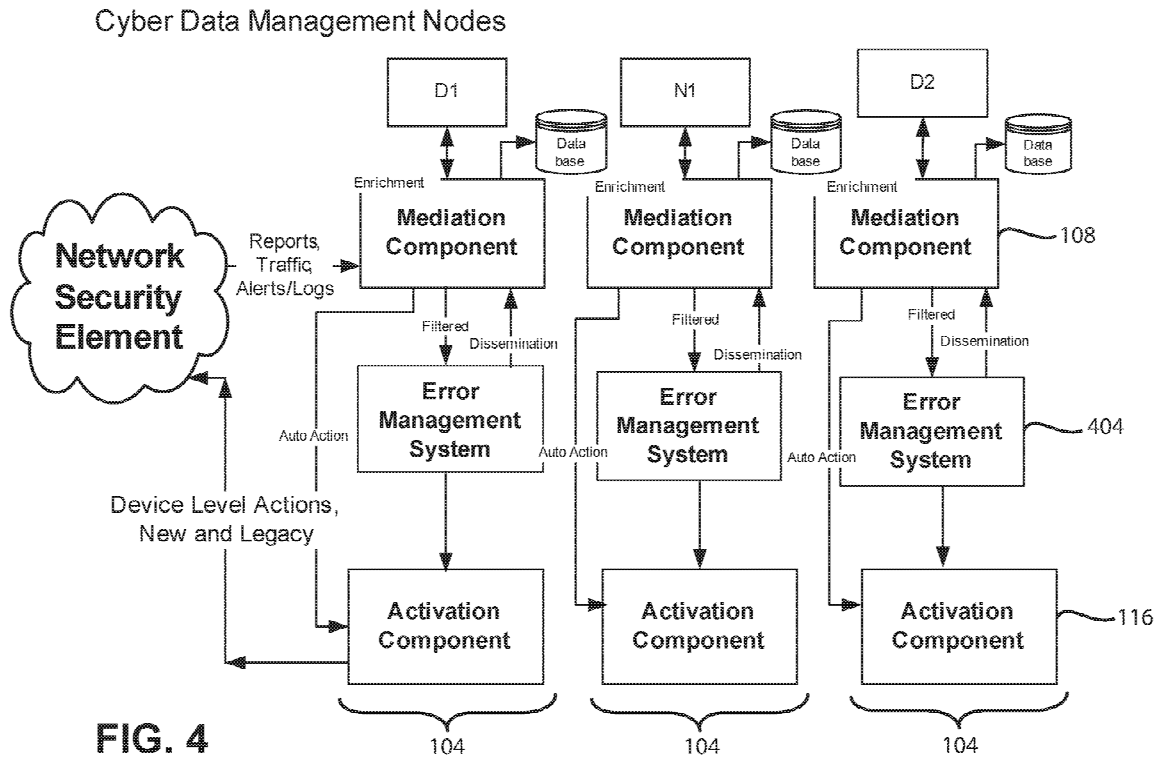 Cyber Data Management Nodes
D1
N1
D2
Data
base
Data
base
Data
base
Enrichment
Enrichment
Enrichment
Mediation
Component
Mediation
Component
Mediation
Component
108
Network
Security
Element
Reports,
Traffic
Alerts/Logs
Filtered
Dissemination
Filtered
Dissemination
Filtered
Dissemination
Error
Management
System
Error
Management
System
Error
Management
System
404
Auto Action
Auto Action
Auto Action
Device Level Actions,
New and Legacy
Activation
Component
Activation
Component
Activation
Component
116
104
104
104
FIG. 4